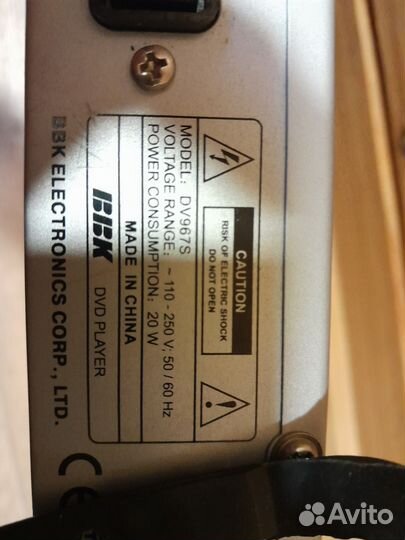 CAUTION
RISK OF ELECTRIC SHOCK
DO NOT OPEN
MODEL: DV967S
VOLTAGE RANGE: ~ 110 - 250 V; 50 / 60 Hz
POWER CONSUMPTION: 20 W
MADE IN CHINA
BBK DVD PLAYER
BBK ELECTRONICS CORP., LTD.
CE
Avito